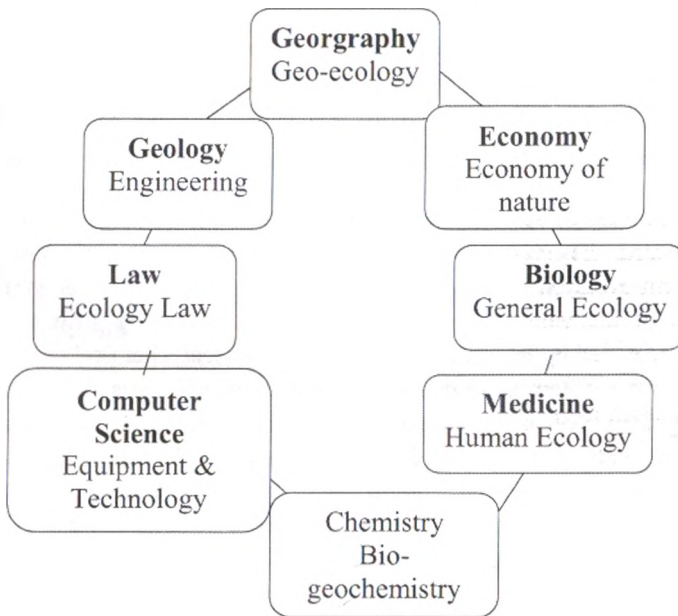 Georgraphy
Geo-ecology
Geology
Engineering
Economy
Economy of
nature
Law
Ecology Law
Biology
General Ecology
Computer
Science
Equipment &
Technology
Medicine
Human Ecology
Chemistry
Bio-
geochemistry